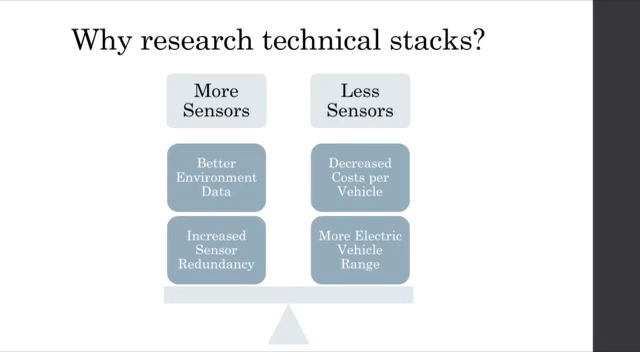 Why research technical stacks?
More
Sensors
Less
Sensors
Better
Environment
Data
Decreased
Costs per
Vehicle
Increased
Sensor
Redundancy
More Electric
Vehicle
Range